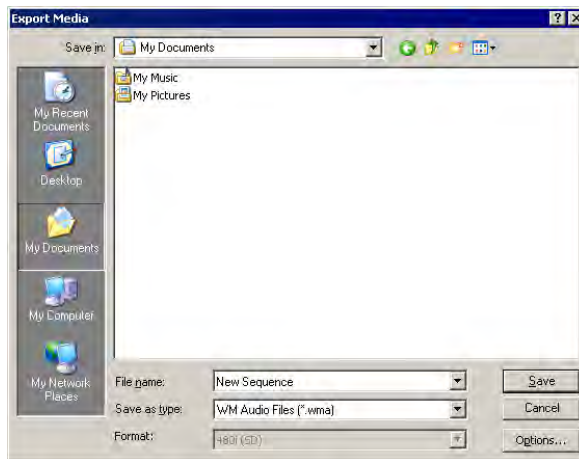 Export Media
Save in: My Documents
My Music
My Pictures
My Recent
Documents
Desktop
My Documents
My Computer
My Network
Places
File name: New Sequence Save
Save as type: WM Audio Files (*.wma) Cancel
Format: 480i (SD) Options...